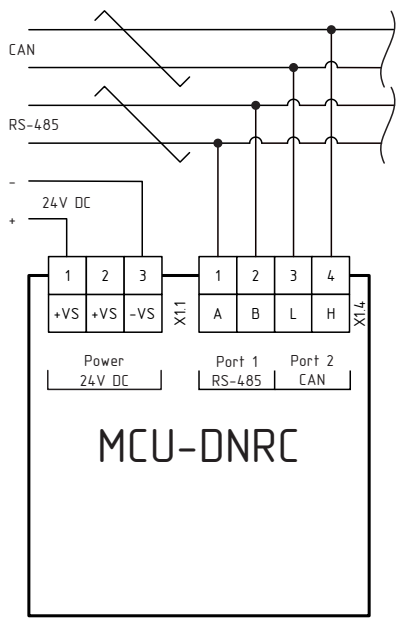 CAN
RS-485
-
24V DC
+
1 2 3
+VS +VS -VS
X1.1
1 2 3 4
A B L H
X1.4
Power
24V DC
Port 1
RS-485
Port 2
CAN
MCU-DNRC